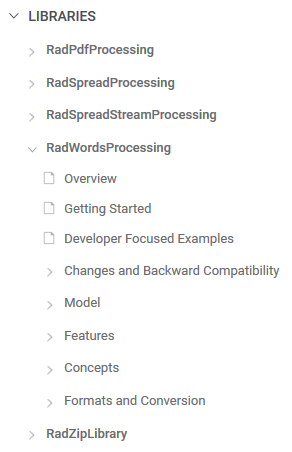 LIBRARIES
RadPdfProcessing
RadSpreadProcessing
RadSpreadStreamProcessing
RadWordsProcessing
Overview
Getting Started
Developer Focused Examples
Changes and Backward Compatibility
Model
Features
Concepts
Formats and Conversion
RadZipLibrary